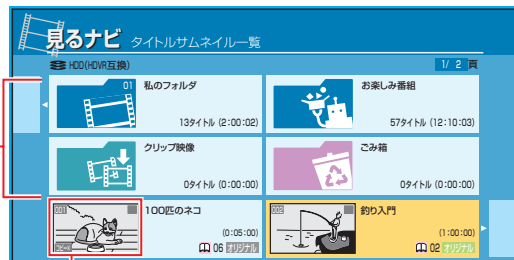 見るナビ タイトルサムネイル一覧
HDD(HDVR互換) 1/ 2 頁
01 私のフォルダ
13タイトル (2:00:02)
お楽しみ番組
57タイトル (12:10:03)
クリップ映像
0タイトル (0:00:00)
ごみ箱
0タイトル (0:00:00)
001 100匹のネコ
(0:05:00)
コピーX 06 オリジナル
002 釣り入門
(1:00:00)
02 オリジナル